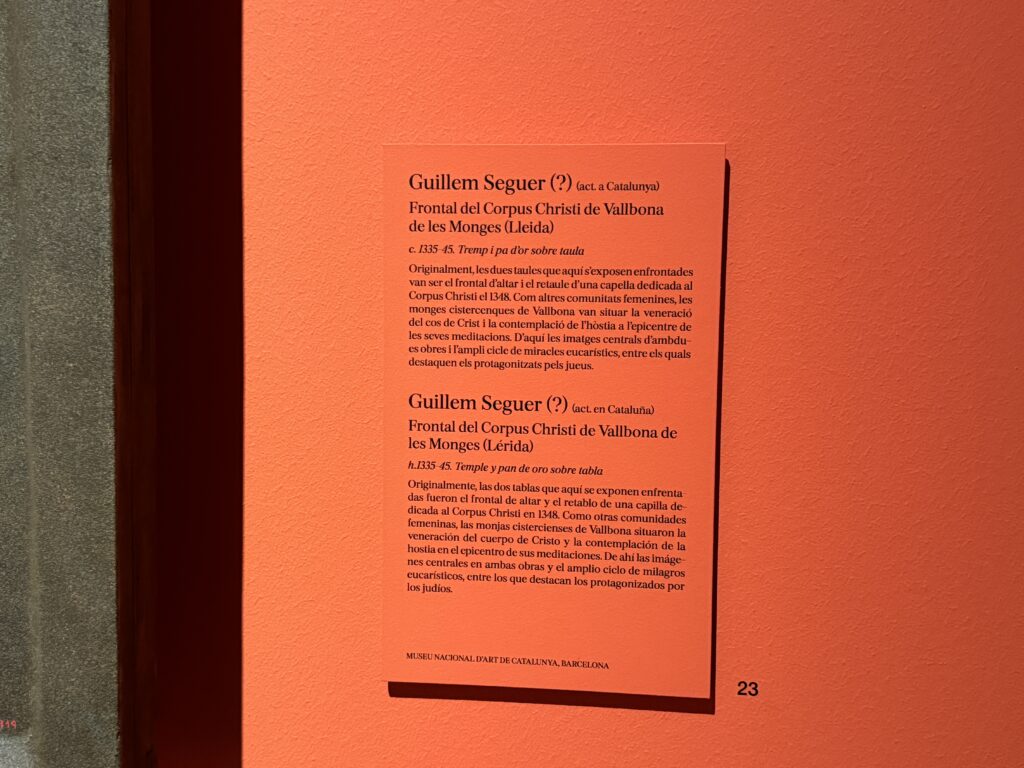 Guillem Seguer (?) (act. a Catalunya)
Frontal del Corpus Christi de Vallbona
de les Monges (Lleida)
c. 1335-45. Tremp i pa d'or sobre taula
Originalment, les dues taules que aquí s'exposen enfrontades
van ser el frontal d'altar i el retaule d'una capella dedicada al
Corpus Christi el 1348. Com altres comunitats femenines, les
monges cistercenques de Vallbona van situar la veneració
del cos de Crist i la contemplació de l'hòstia a l'epicentre de
les seves meditacions. D'aquí les imatges centrals d'ambdu-
es obres i l'ampli cicle de miracles eucarístics, entre els quals
destaquen els protagonitzats pels jueus.
Guillem Seguer (?) (act. en Cataluña)
Frontal del Corpus Christi de Vallbona de
les Monges (Lérida)
h.1335-45. Temple y pan de oro sobre tabla
Originalmente, las dos tablas que aquí se exponen enfrenta-
das fueron el frontal de altar y el retablo de una capilla de-
dicada al Corpus Christi en 1348. Como otras comunidades
femeninas, las monjas cistercienses de Vallbona situaron la
veneración del cuerpo de Cristo y la contemplación de la
hostia en el epicentro de sus meditaciones. De ahí las imáge-
nes centrales en ambas obras y el amplio ciclo de milagros
eucarísticos, entre los que destacan los protagonizados por
los judíos.
MUSEU NACIONAL D'ART DE CATALUNYA, BARCELONA
23